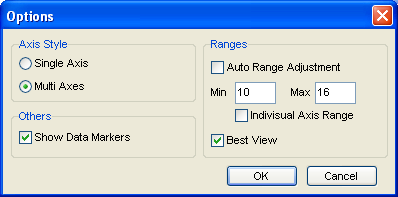 Options
Axis Style
Single Axis
Multi Axes
Others
Show Data Markers
Ranges
Auto Range Adjustment
Min 10 Max 16
Indivisual Axis Range
Best View
OK Cancel